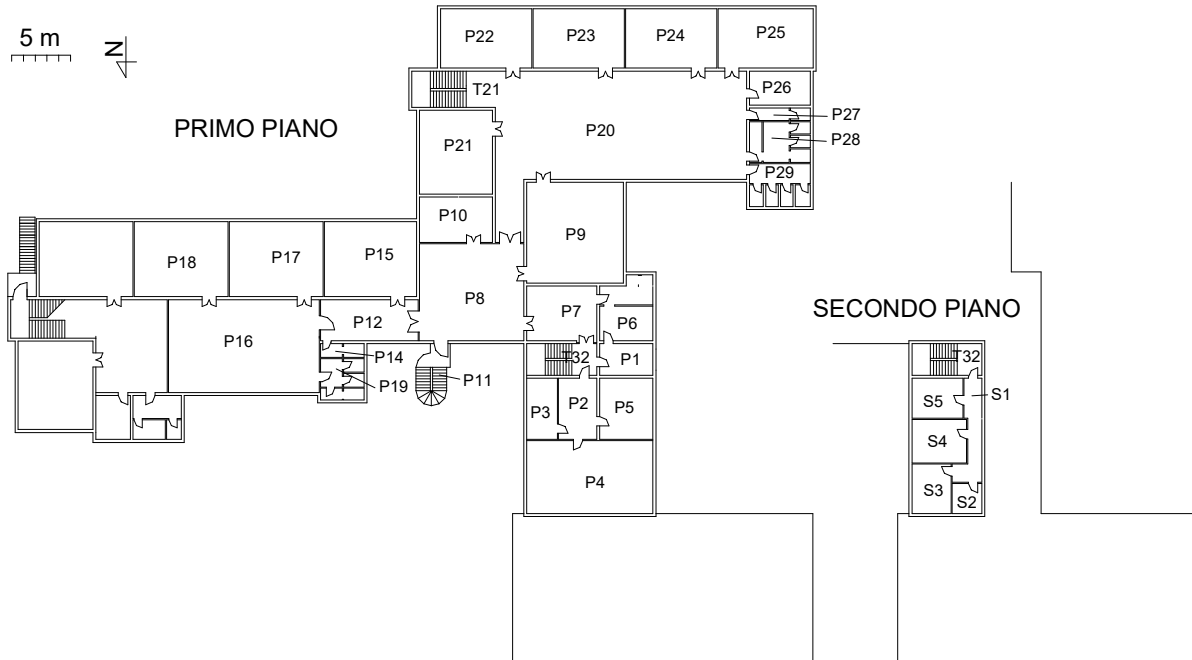 5 m
N
PRIMO PIANO
P22
P23
P24
P25
T21
P26
P27
P28
P20
P21
P29
P10
P9
P18
P17
P15
P8
P12
P7
P6
P16
P14
P19
P11
T32
P1
P3
P2
P5
P4
SECONDO PIANO
T32
S1
S5
S4
S3
S2